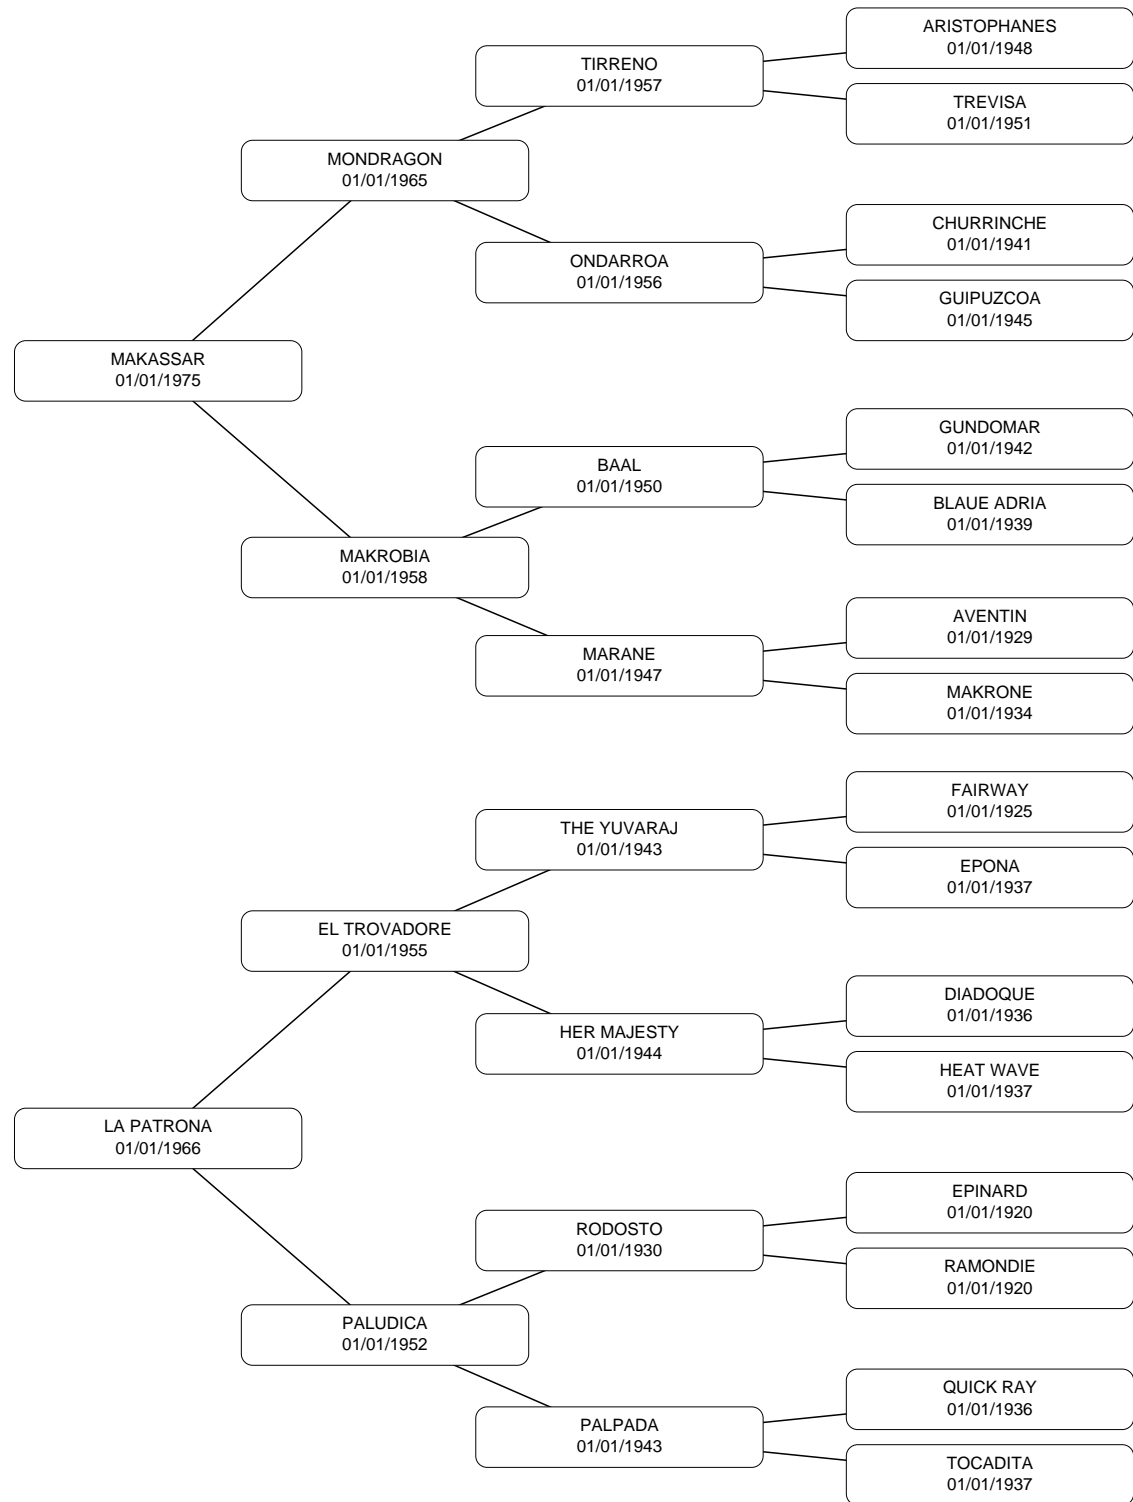 ARISTOPHANES
01/01/1948
TIRRENO
01/01/1957
TREVISA
01/01/1951
MONDRAGON
01/01/1965
CHURRINCHE
01/01/1941
ONDARROA
01/01/1956
GUIPUZCOA
01/01/1945
MAKASSAR
01/01/1975
GUNDOMAR
01/01/1942
BAAL
01/01/1950
BLAUE ADRIA
01/01/1939
MAKROBIA
01/01/1958
AVENTIN
01/01/1929
MARANE
01/01/1947
MAKRONE
01/01/1934
FAIRWAY
01/01/1925
THE YUVARAJ
01/01/1943
EPONA
01/01/1937
EL TROVADORE
01/01/1955
DIADOQUE
01/01/1936
HER MAJESTY
01/01/1944
HEAT WAVE
01/01/1937
LA PATRONA
01/01/1966
EPINARD
01/01/1920
RODOSTO
01/01/1930
RAMONDIE
01/01/1920
PALUDICA
01/01/1952
QUICK RAY
01/01/1936
PALPADA
01/01/1943
TOCADITA
01/01/1937